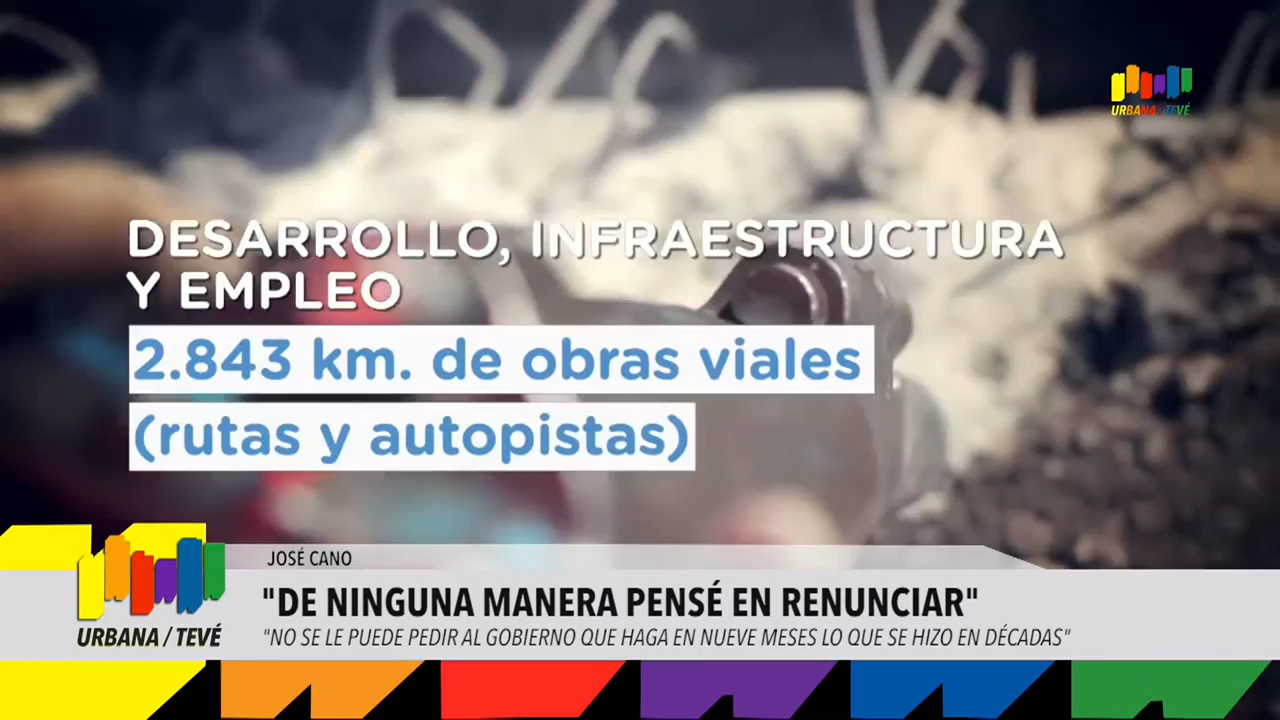 URBANA / TEVÉ
DESARROLLO, INFRAESTRUCTURA
Y EMPLEO
2.843 km. de obras viales
(rutas y autopistas)
JOSÉ CANO
"DE NINGUNA MANERA PENSÉ EN RENUNCIAR"
"NO SE LE PUEDE PEDIR AL GOBIERNO QUE HAGA EN NUEVE MESES LO QUE SE HIZO EN DÉCADAS"
URBANA / TEVÉ